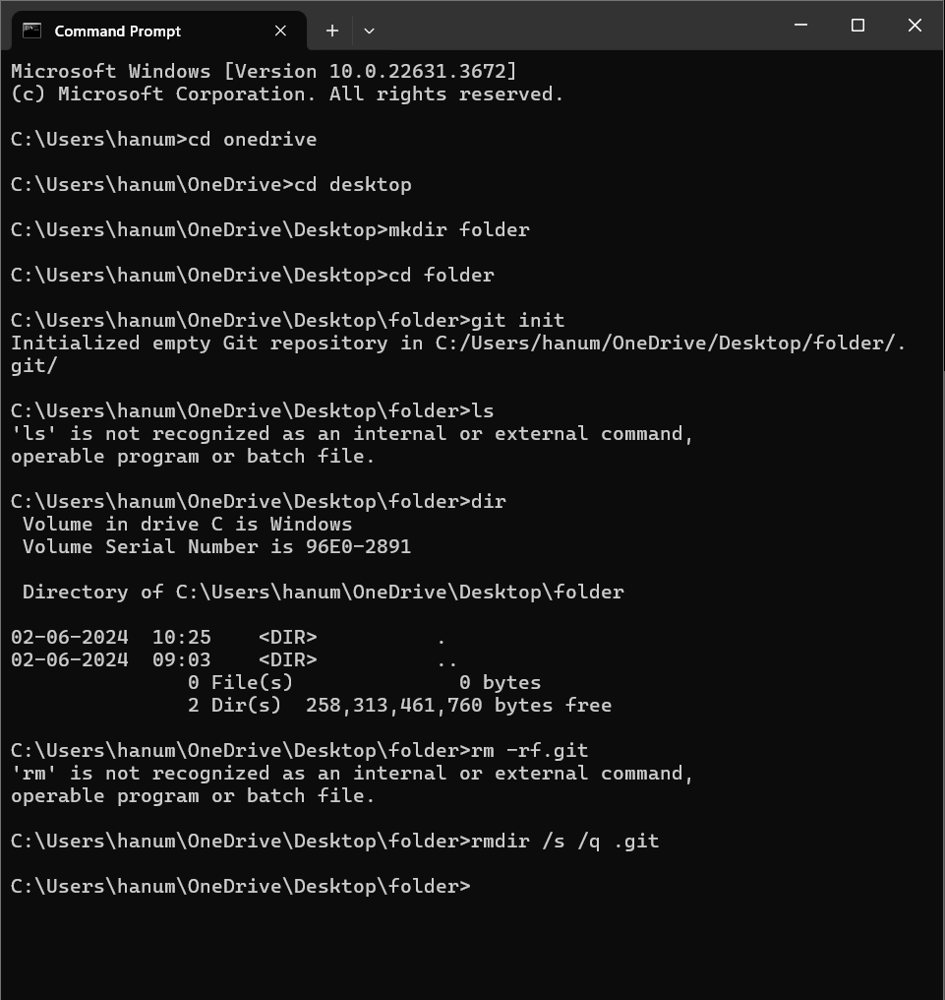 Command Prompt
Microsoft Windows [Version 10.0.22631.3672]
(c) Microsoft Corporation. All rights reserved.
C:\Users\hanum>cd onedrive
C:\Users\hanum\OneDrive>cd desktop
C:\Users\hanum\OneDrive\Desktop>mkdir folder
C:\Users\hanum\OneDrive\Desktop>cd folder
C:\Users\hanum\OneDrive\Desktop\folder>git init
Initialized empty Git repository in C:/Users/hanum/OneDrive/Desktop/folder/.
git/
C:\Users\hanum\OneDrive\Desktop\folder>ls
'ls' is not recognized as an internal or external command,
operable program or batch file.
C:\Users\hanum\OneDrive\Desktop\folder>dir
 Volume in drive C is Windows
 Volume Serial Number is 96E0-2891
 Directory of C:\Users\hanum\OneDrive\Desktop\folder
02-06-2024  10:25    <DIR>          .
02-06-2024  09:03    <DIR>          ..
               0 File(s)              0 bytes
               2 Dir(s)  258,313,461,760 bytes free
C:\Users\hanum\OneDrive\Desktop\folder>rm -rf.git
'rm' is not recognized as an internal or external command,
operable program or batch file.
C:\Users\hanum\OneDrive\Desktop\folder>rmdir /s /q .git
C:\Users\hanum\OneDrive\Desktop\folder>